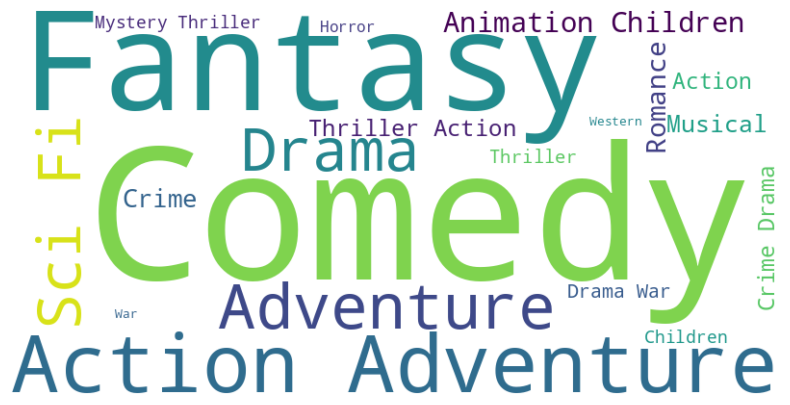 Mystery Thriller
Horror
Animation Children
Fantasy
Romance
Action
Sci Fi
Thriller Action
Western
Musical
Drama
Thriller
Comedy
Crime
Crime Drama
Adventure
Drama War
War
Children
Action Adventure